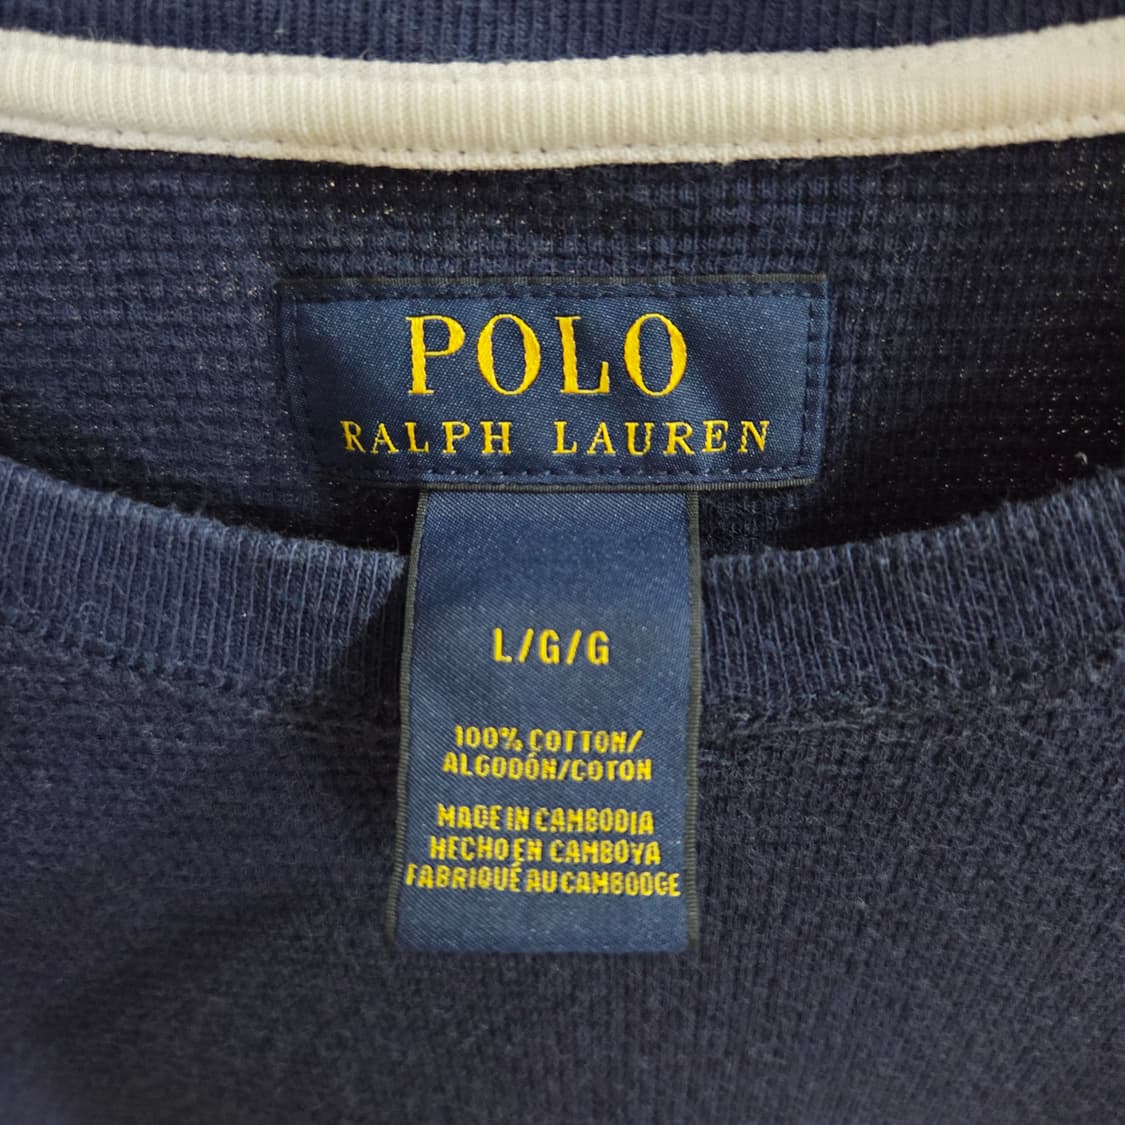 POLO
RALPH LAUREN
L/G/G
100% COTTON/
ALGODÓN/COTON
MADE IN CAMBODIA
HECHO EN CAMBOYA
FABRIQUÉ AU CAMBODGE